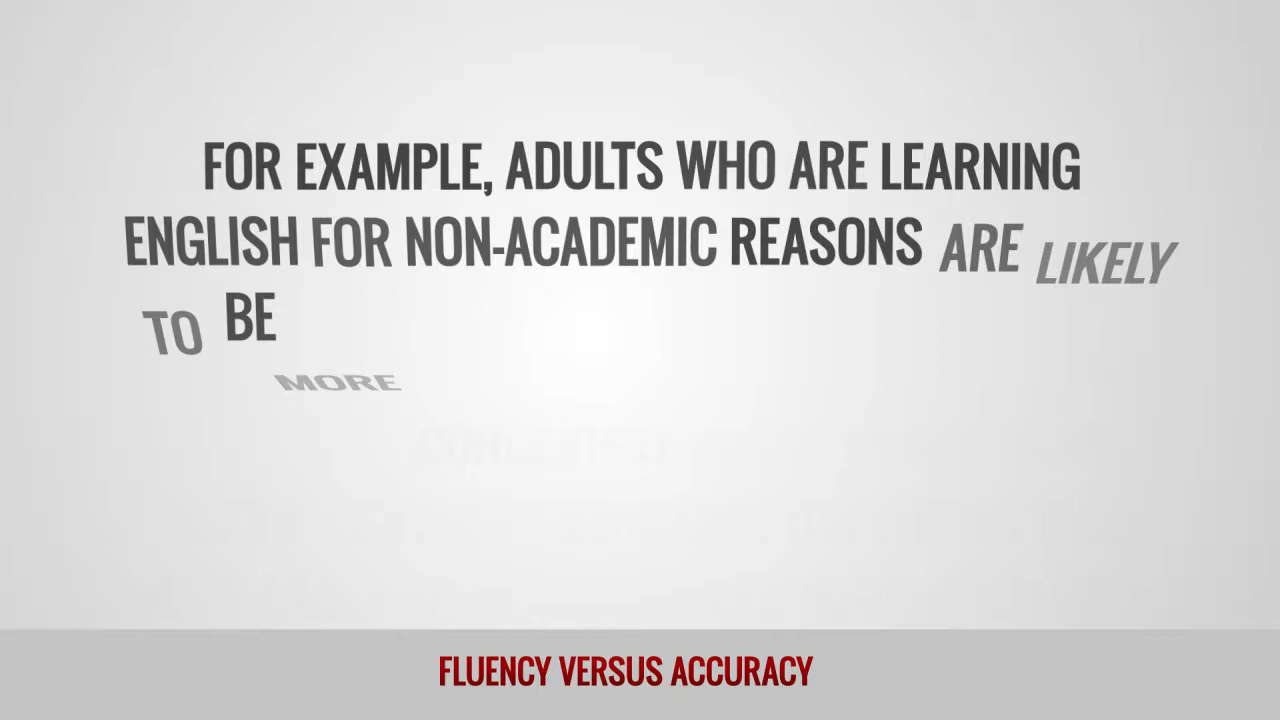 FOR EXAMPLE, ADULTS WHO ARE LEARNING
ENGLISH FOR NON-ACADEMIC REASONS ARE LIKELY
TO BE
MORE
FLUENCY VERSUS ACCURACY